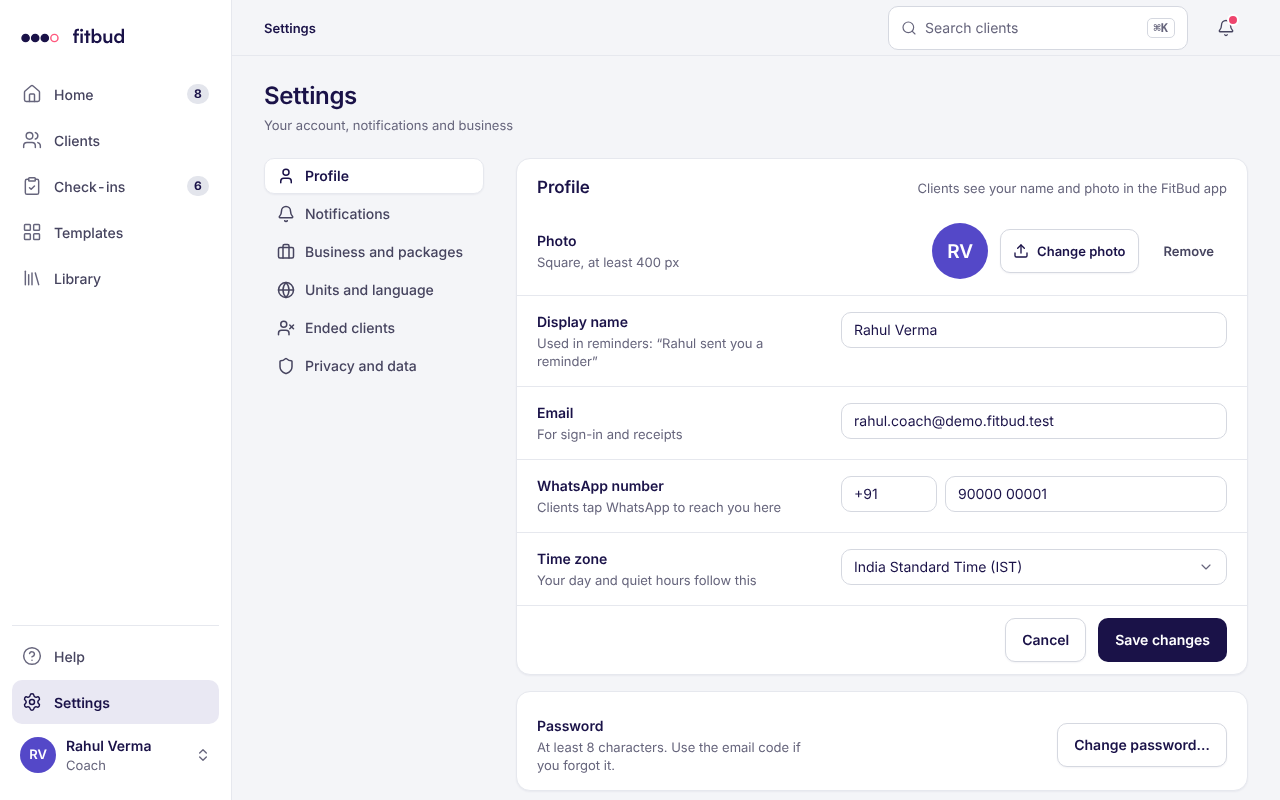 fitbud
Home
8
Clients
Check-ins
6
Templates
Library
Help
Settings
RV
Rahul Verma
Coach
Settings
Search clients
⌘K
Settings
Your account, notifications and business
Profile
Notifications
Business and packages
Units and language
Ended clients
Privacy and data
Profile
Clients see your name and photo in the FitBud app
Photo
Square, at least 400 px
RV
Change photo
Remove
Display name
Used in reminders: “Rahul sent you a
reminder”
Rahul Verma
Email
For sign-in and receipts
rahul.coach@demo.fitbud.test
WhatsApp number
Clients tap WhatsApp to reach you here
+91
90000 00001
Time zone
Your day and quiet hours follow this
India Standard Time (IST)
Cancel
Save changes
Password
At least 8 characters. Use the email code if
you forgot it.
Change password…